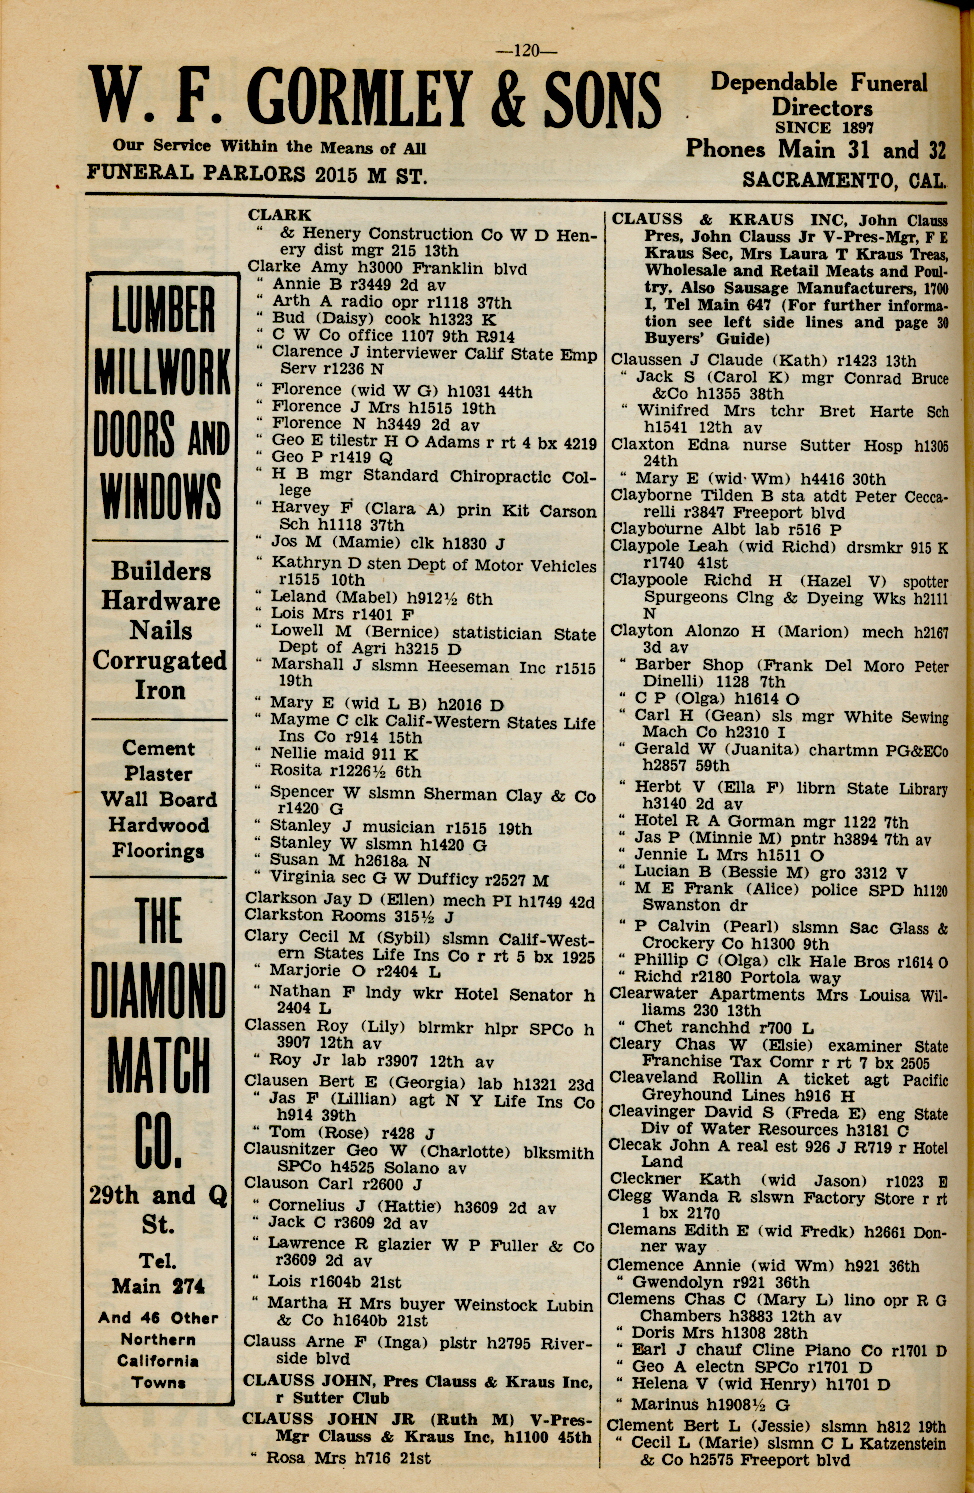 —120—
W. F. GORMLEY & SONS
Our Service Within the Means of All
FUNERAL PARLORS 2015 M ST.
Dependable Funeral
Directors
SINCE 1897
Phones Main 31 and 32
SACRAMENTO, CAL.
LUMBER
MILLWORK
DOORS AND
WINDOWS
Builders
Hardware
Nails
Corrugated
Iron
Cement
Plaster
Wall Board
Hardwood
Floorings
THE
DIAMOND
MATCH
CO.
29th and Q
St.
Tel.
Main 274
And 46 Other
Northern
California
Towns
CLARK
" & Henery Construction Co W D Hen-
ery dist mgr 215 13th
Clarke Amy h3000 Franklin blvd
" Annie B r3449 2d av
" Arth A radio opr r1118 37th
" Bud (Daisy) cook h1323 K
" C W Co office 1107 9th R914
" Clarence J interviewer Calif State Emp
Serv r1236 N
" Florence (wid W G) h1031 44th
" Florence J Mrs h1515 19th
" Florence N h3449 2d av
" Geo E tilestr H O Adams r rt 4 bx 4219
" Geo P r1419 Q
" H B mgr Standard Chiropractic Col-
lege
" Harvey F (Clara A) prin Kit Carson
Sch h1118 37th
" Jos M (Mamie) clk h1830 J
" Kathryn D sten Dept of Motor Vehicles
r1515 10th
" Leland (Mabel) h912½ 6th
" Lois Mrs r1401 F
" Lowell M (Bernice) statistician State
Dept of Agri h3215 D
" Marshall J slsmn Heeseman Inc r1515
19th
" Mary E (wid L B) h2016 D
" Mayme C clk Calif-Western States Life
Ins Co r914 15th
" Nellie maid 911 K
" Rosita r1226½ 6th
" Spencer W slsmn Sherman Clay & Co
r1420 G
" Stanley J musician r1515 19th
" Stanley W slsmn h1420 G
" Susan M h2618a N
" Virginia sec G W Dufficy r2527 M
Clarkson Jay D (Ellen) mech PI h1749 42d
Clarkston Rooms 315½ J
Clary Cecil M (Sybil) slsmn Calif-West-
ern States Life Ins Co r rt 5 bx 1925
" Marjorie O r2404 L
" Nathan F lndy wkr Hotel Senator h
2404 L
Classen Roy (Lily) blrmkr hlpr SPCo h
3907 12th av
" Roy Jr lab r3907 12th av
Clausen Bert E (Georgia) lab h1321 23d
" Jas F (Lillian) agt N Y Life Ins Co
h914 39th
" Tom (Rose) r428 J
Clausnitzer Geo W (Charlotte) blksmith
SPCo h4525 Solano av
Clauson Carl r2600 J
" Cornelius J (Hattie) h3609 2d av
" Jack C r3609 2d av
" Lawrence R glazier W P Fuller & Co
r3609 2d av
" Lois r1604b 21st
" Martha H Mrs buyer Weinstock Lubin
& Co h1640b 21st
Clauss Arne F (Inga) plstr h2795 River-
side blvd
CLAUSS JOHN, Pres Clauss & Kraus Inc,
r Sutter Club
CLAUSS JOHN JR (Ruth M) V-Pres-
Mgr Clauss & Kraus Inc, h1100 45th
" Rosa Mrs h716 21st
CLAUSS & KRAUS INC, John Clauss
Pres, John Clauss Jr V-Pres-Mgr, F E
Kraus Sec, Mrs Laura T Kraus Treas,
Wholesale and Retail Meats and Poul-
try, Also Sausage Manufacturers, 1700
I, Tel Main 647 (For further informa-
tion see left side lines and page 30
Buyers' Guide)
Claussen J Claude (Kath) r1423 13th
" Jack S (Carol K) mgr Conrad Bruce
&Co h1355 38th
" Winifred Mrs tchr Bret Harte Sch
h1541 12th av
Claxton Edna nurse Sutter Hosp h1305
24th
" Mary E (wid Wm) h4416 30th
Clayborne Tilden B sta atdt Peter Cecca-
relli r3847 Freeport blvd
Claybourne Albt lab r516 P
Claypole Leah (wid Richd) drsmkr 915 K
r1740 41st
Claypoole Richd H (Hazel V) spotter
Spurgeons Clng & Dyeing Wks h2111
N
Clayton Alonzo H (Marion) mech h2167
3d av
" Barber Shop (Frank Del Moro Peter
Dinelli) 1128 7th
" C P (Olga) h1614 O
" Carl H (Gean) sls mgr White Sewing
Mach Co h2310 I
" Gerald W (Juanita) chartmn PG&ECo
h2857 59th
" Herbt V (Ella F) librn State Library
h3140 2d av
" Hotel R A Gorman mgr 1122 7th
" Jas P (Minnie M) pntr h3894 7th av
" Jennie L Mrs h1511 O
" Lucian B (Bessie M) gro 3312 V
" M E Frank (Alice) police SPD h1120
Swanston dr
" P Calvin (Pearl) slsmn Sac Glass &
Crockery Co h1300 9th
" Phillip C (Olga) clk Hale Bros r1614 O
" Richd r2180 Portola way
Clearwater Apartments Mrs Louisa Wil-
liams 230 13th
" Chet ranchhd r700 L
Cleary Chas W (Elsie) examiner State
Franchise Tax Comr r rt 7 bx 2505
Cleaveland Rollin A ticket agt Pacific
Greyhound Lines h916 H
Cleavinger David S (Freda E) eng State
Div of Water Resources h3181 C
Clecak John A real est 926 J R719 r Hotel
Land
Cleckner Kath (wid Jason) r1023 E
Clegg Wanda R slswn Factory Store r rt
1 bx 2170
Clemans Edith E (wid Fredk) h2661 Don-
ner way
Clemence Annie (wid Wm) h921 36th
" Gwendolyn r921 36th
Clemens Chas C (Mary L) lino opr R G
Chambers h3883 12th av
" Doris Mrs h1308 28th
" Earl J chauf Cline Piano Co r1701 D
" Geo A electn SPCo r1701 D
" Helena V (wid Henry) h1701 D
" Marinus h1908½ G
Clement Bert L (Jessie) slsmn h812 19th
" Cecil L (Marie) slsmn C L Katzenstein
& Co h2575 Freeport blvd